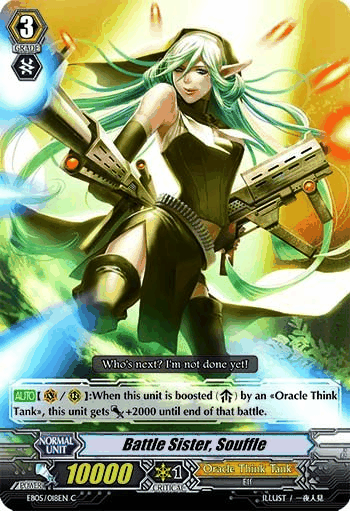 3
GRADE
Who's next? I'm not done yet!
AUTO [ / ]:When this unit is boosted ( ) by an «Oracle Think
Tank», this unit gets +2000 until end of that battle.
NORMAL
UNIT
Battle Sister, Souffle
POWER
10000
1
CRITICAL
Oracle Think Tank
Elf
EB05/018EN C
ILLUST / 一夜人見